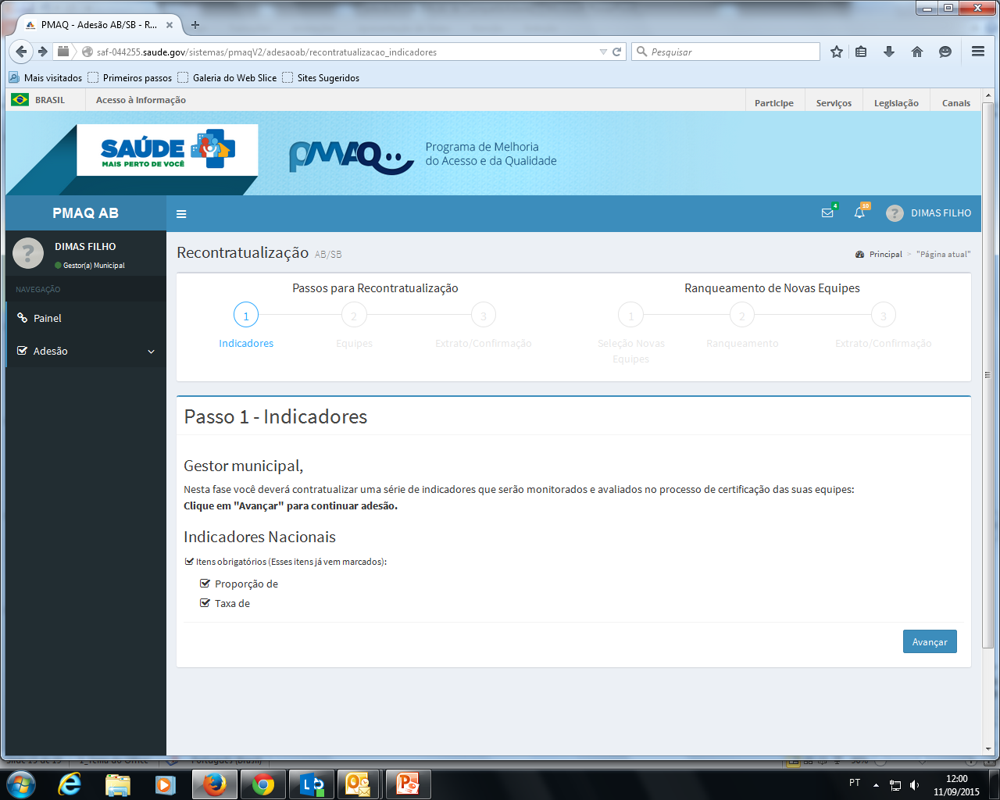 PMAQ - Adesão AB/SB - R...
saf-044255.saude.gov/sistemas/pmaqV2/adesaoab/recontratualizacao_indicadores
Pesquisar
Mais visitados
Primeiros passos
Galeria do Web Slice
Sites Sugeridos
BRASIL
Acesso à informação
Participe
Serviços
Legislação
Canais
SAÚDE
MAIS PERTO DE VOCÊ
PMAQ
Programa de Melhoria
do Acesso e da Qualidade
PMAQ AB
4
10
DIMAS FILHO
DIMAS FILHO
Gestor(a) Municipal
NAVEGAÇÃO
Painel
Adesão
Recontratualização AB/SB
Principal > "Página atual"
Passos para Recontratualização
1
2
3
Indicadores
Equipes
Extrato/Confirmação
Ranqueamento de Novas Equipes
1
2
3
Seleção Novas
Equipes
Ranqueamento
Extrato/Confirmação
Passo 1 - Indicadores
Gestor municipal,
Nesta fase você deverá contratualizar uma série de indicadores que serão monitorados e avaliados no processo de certificação das suas equipes:
Clique em "Avançar" para continuar adesão.
Indicadores Nacionais
Itens obrigatórios (Esses itens já vem marcados):
Proporção de
Taxa de
Avançar
PT
12:00
11/09/2015